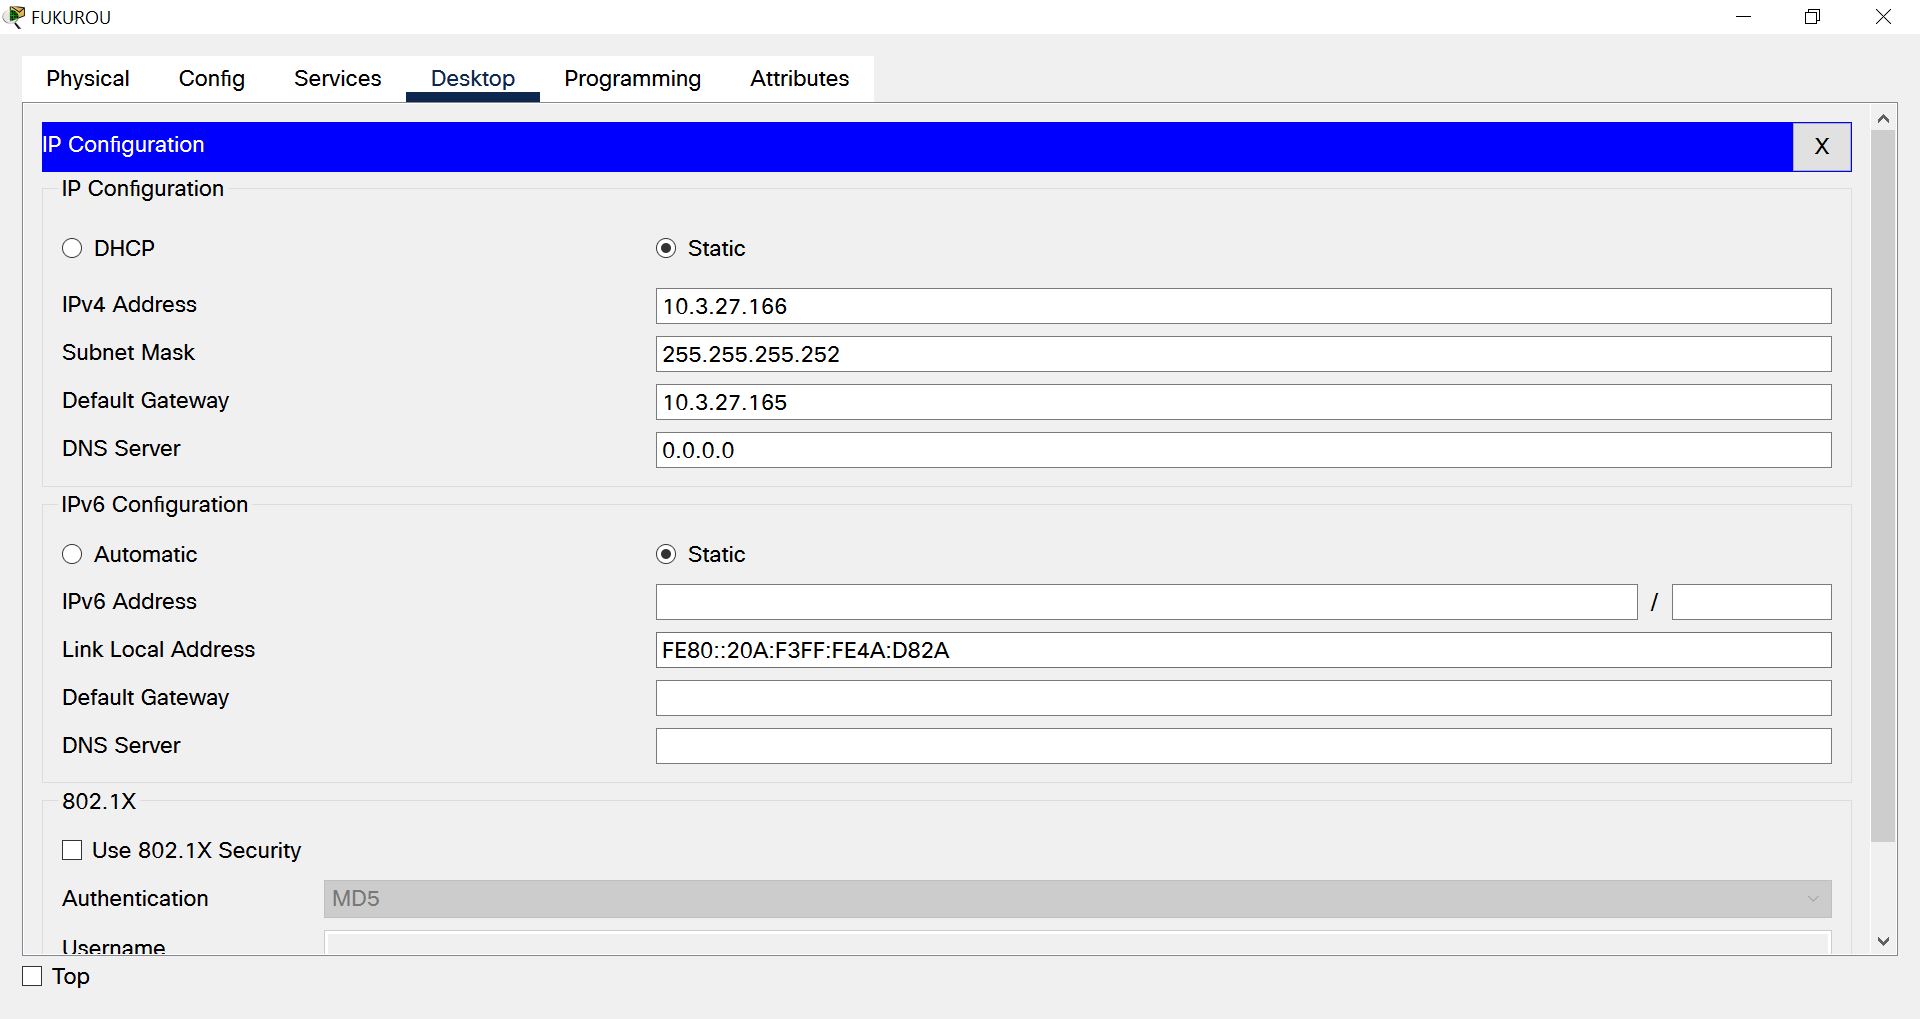 FUKUROU
Physical Config Services Desktop Programming Attributes
IP Configuration X
IP Configuration
DHCP Static
IPv4 Address 10.3.27.166
Subnet Mask 255.255.255.252
Default Gateway 10.3.27.165
DNS Server 0.0.0.0
IPv6 Configuration
Automatic Static
IPv6 Address /
Link Local Address FE80::20A:F3FF:FE4A:D82A
Default Gateway
DNS Server
802.1X
Use 802.1X Security
Authentication MD5
Username
Top